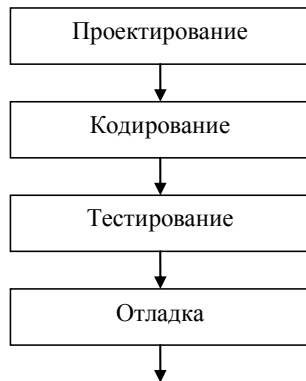 Проектирование
Кодирование
Тестирование
Отладка